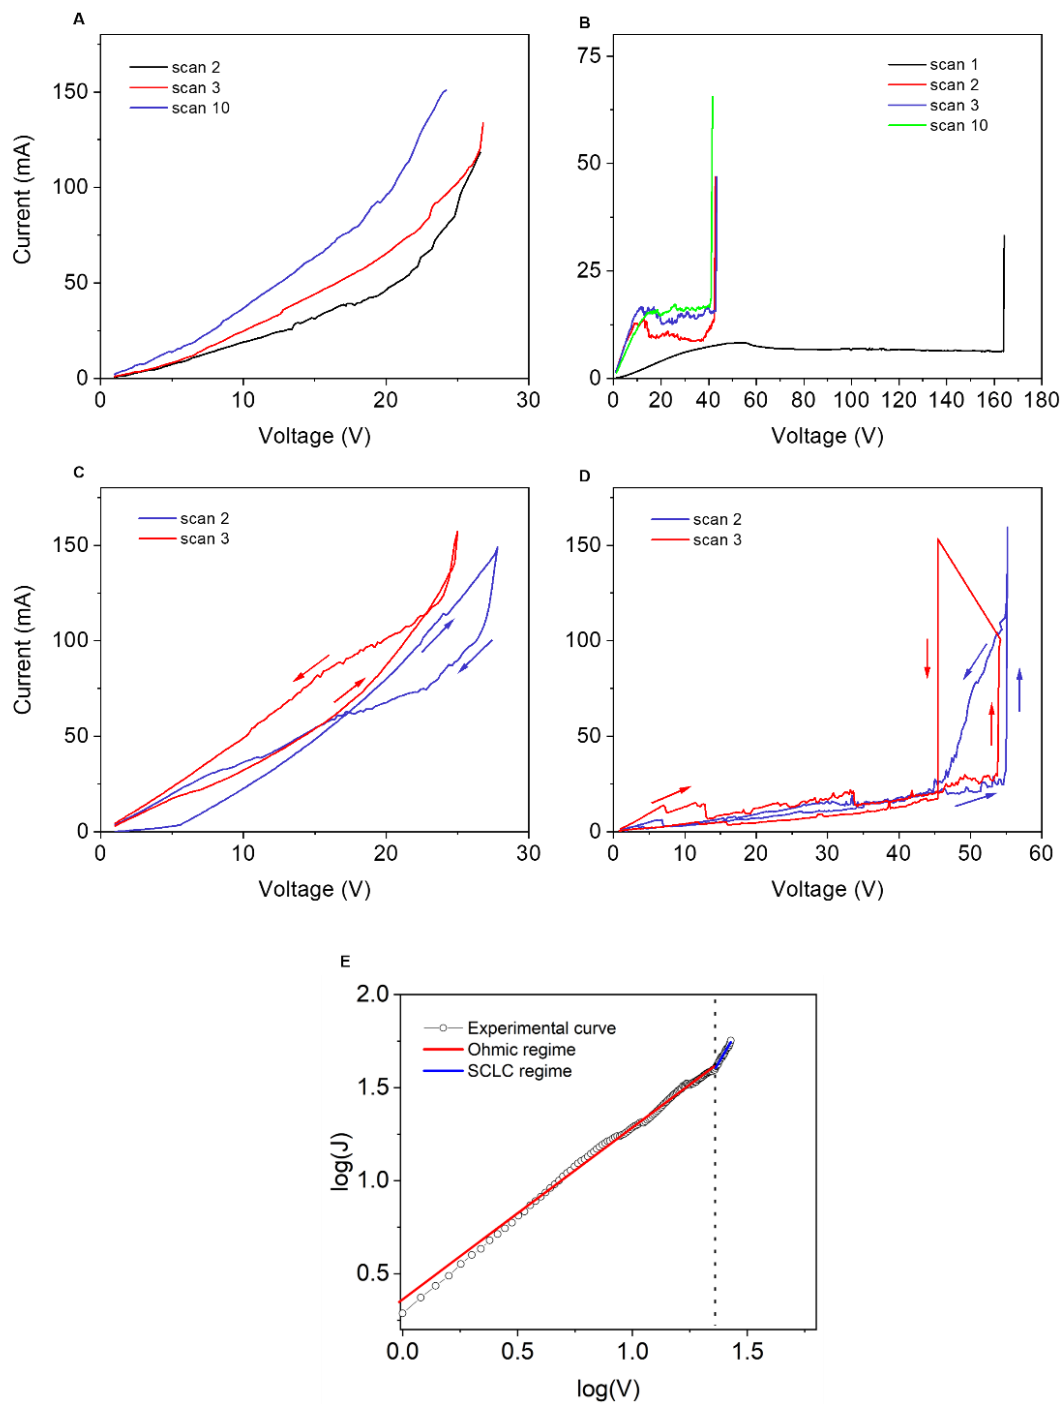 A
scan 2
scan 3
scan 10
150
100
50
0
0
10
20
30
Current (mA)
Voltage (V)
B
scan 1
scan 2
scan 3
scan 10
75
50
25
0
0
20
40
60
80
100
120
140
160
180
Voltage (V)
C
scan 2
scan 3
150
100
50
0
0
10
20
30
Current (mA)
Voltage (V)
D
scan 2
scan 3
150
100
50
0
0
10
20
30
40
50
60
Voltage (V)
E
Experimental curve
Ohmic regime
SCLC regime
2.0
1.5
1.0
0.5
0.0
0.5
1.0
1.5
log(J)
log(V)